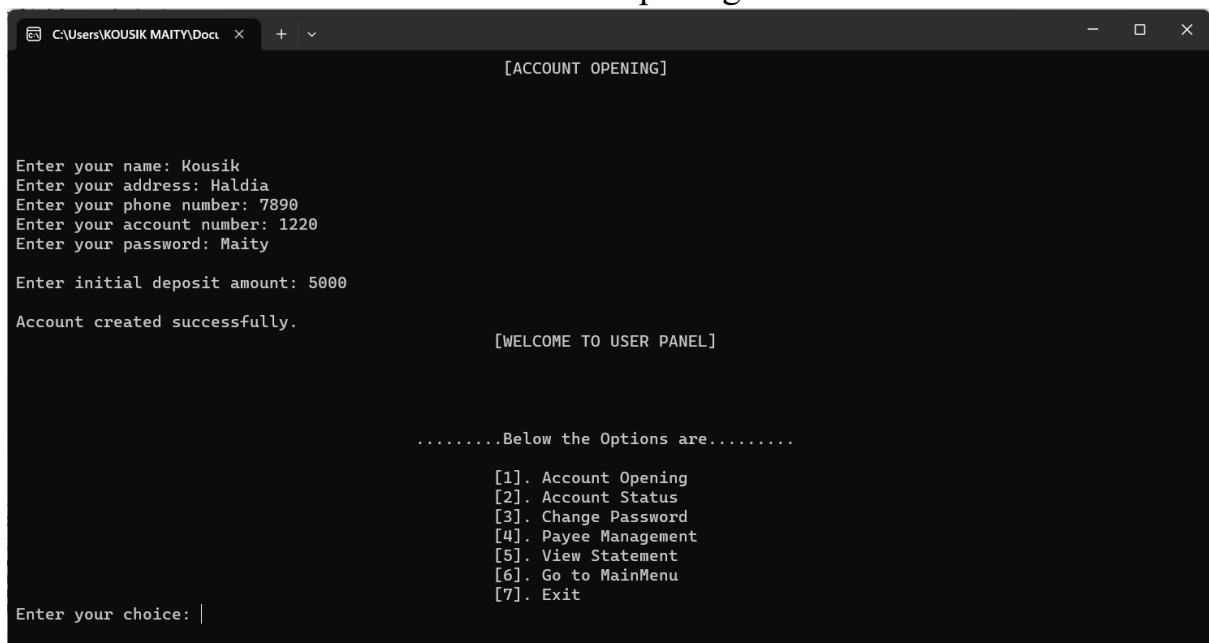 C:\Users\KOUSIK MAITY\Docu
[ACCOUNT OPENING]
Enter your name: Kousik
Enter your address: Haldia
Enter your phone number: 7890
Enter your account number: 1220
Enter your password: Maity
Enter initial deposit amount: 5000
Account created successfully.
[WELCOME TO USER PANEL]
.........Below the Options are.........
[1]. Account Opening
[2]. Account Status
[3]. Change Password
[4]. Payee Management
[5]. View Statement
[6]. Go to MainMenu
[7]. Exit
Enter your choice: